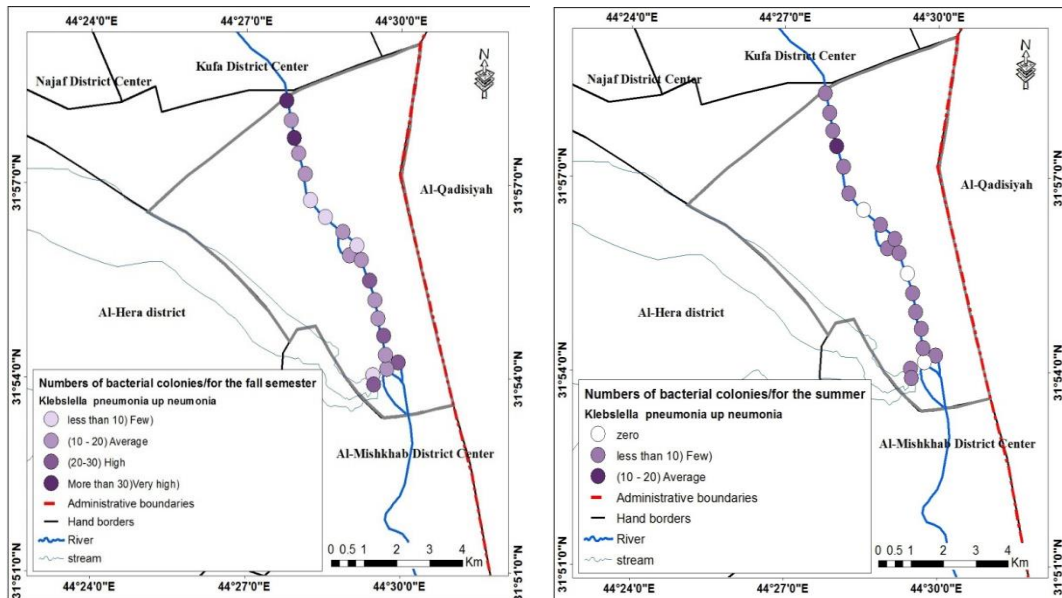 44°24'0"E 44°27'0"E 44°30'0"E
N
Kufa District Center
Najaf District Center
31°57'0"N
31°57'0"N
Al-Qadisiyah
Al-Hera district
31°54'0"N
31°54'0"N
Numbers of bacterial colonies/for the fall semester
Klebslella pneumonia up neumonia
less than 10) Few)
(10 - 20) Average
(20-30) High
More than 30)Very high)
Administrative boundaries
Hand borders
River
stream
Al-Mishkhab District Center
0 0.5 1 2 3 4
Km
31°51'0"N
31°51'0"N
44°24'0"E 44°27'0"E 44°30'0"E
44°24'0"E 44°27'0"E 44°30'0"E
N
Kufa District Center
Najaf District Center
31°57'0"N
31°57'0"N
Al-Qadisiyah
Al-Hera district
31°54'0"N
31°54'0"N
Numbers of bacterial colonies/for the summer
Klebslella pneumonia up neumonia
zero
less than 10) Few)
(10 - 20) Average
Administrative boundaries
Hand borders
River
stream
Al-Mishkhab District Center
0 0.5 1 2 3 4
Km
31°51'0"N
31°51'0"N
44°24'0"E 44°27'0"E 44°30'0"E